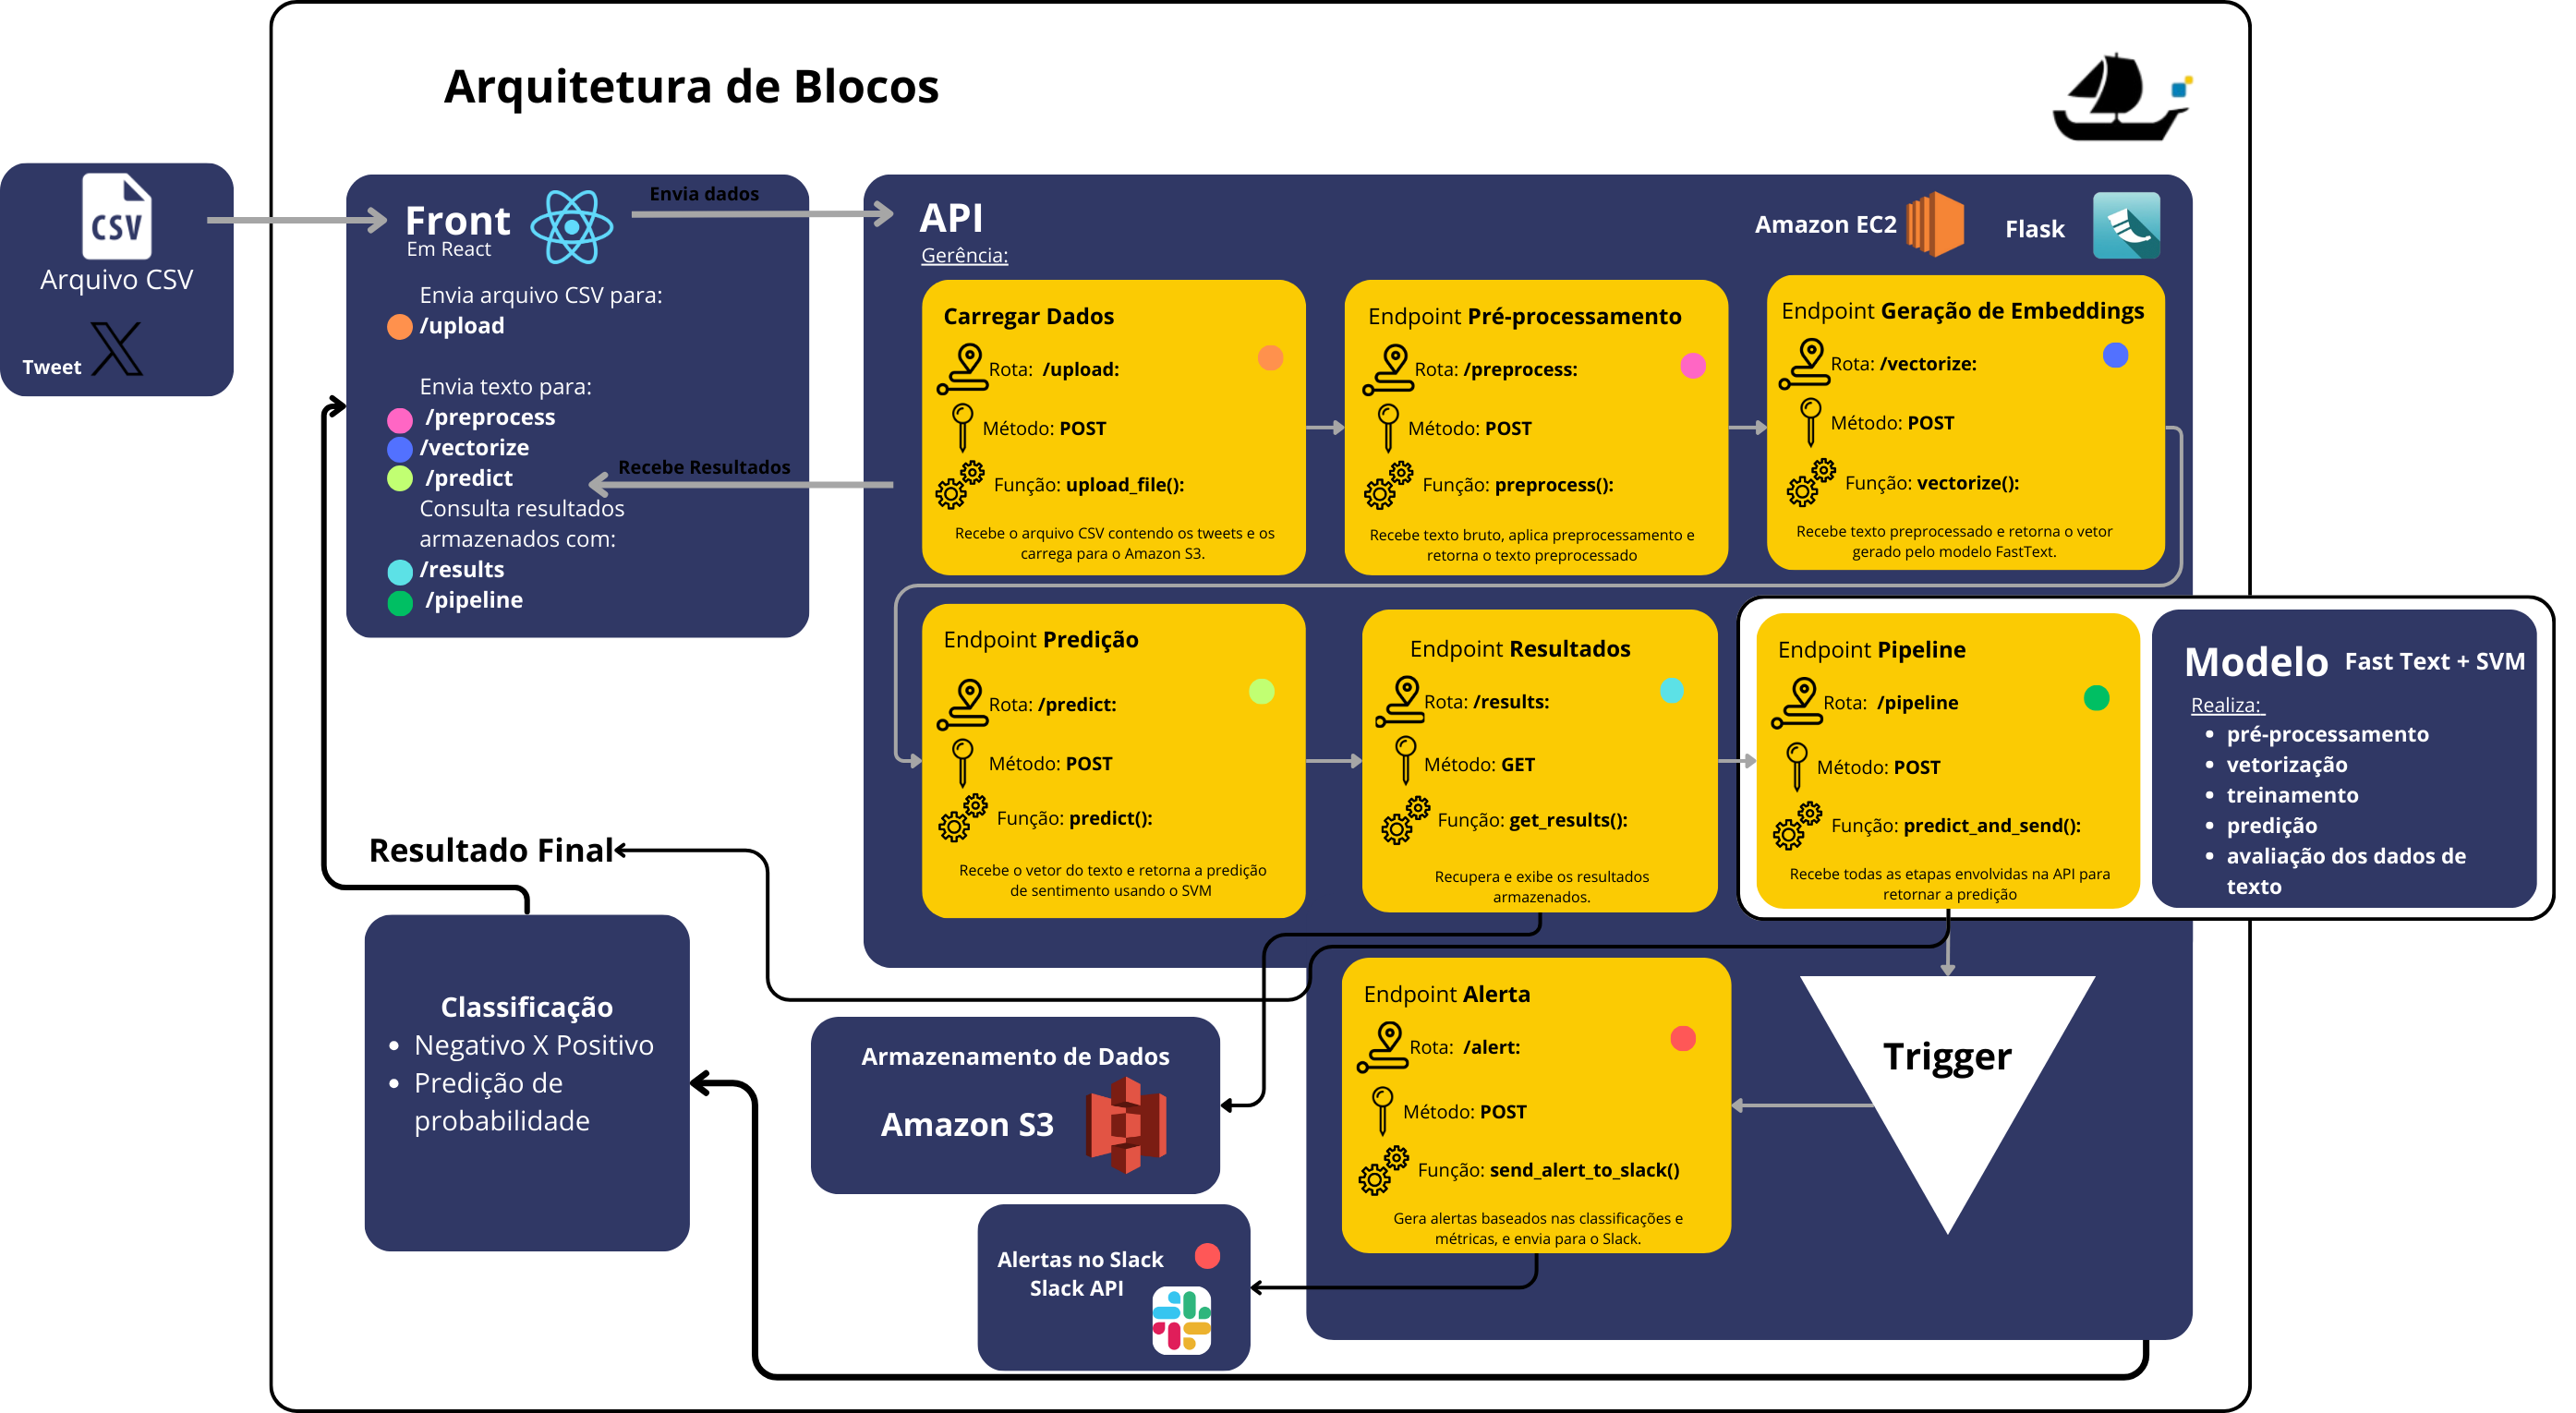 Arquitetura de Blocos
CSV
Arquivo CSV
Tweet
Front
Em React
Envia arquivo CSV para:
/upload
Envia texto para:
/preprocess
/vectorize
/predict
Consulta resultados
armazenados com:
/results
/pipeline
Envia dados
Recebe Resultados
API
Gerência:
Amazon EC2
Flask
Carregar Dados
Rota: /upload:
Método: POST
Função: upload_file():
Recebe o arquivo CSV contendo os tweets e os
carrega para o Amazon S3.
Endpoint Pré-processamento
Rota: /preprocess:
Método: POST
Função: preprocess():
Recebe texto bruto, aplica preprocessamento e
retorna o texto preprocessado
Endpoint Geração de Embeddings
Rota: /vectorize:
Método: POST
Função: vectorize():
Recebe texto preprocessado e retorna o vetor
gerado pelo modelo FastText.
Endpoint Predição
Rota: /predict:
Método: POST
Função: predict():
Recebe o vetor do texto e retorna a predição
de sentimento usando o SVM
Endpoint Resultados
Rota: /results:
Método: GET
Função: get_results():
Recupera e exibe os resultados
armazenados.
Endpoint Pipeline
Rota: /pipeline
Método: POST
Função: predict_and_send():
Recebe todas as etapas envolvidas na API para
retornar a predição
Modelo Fast Text + SVM
Realiza:
• pré-processamento
• vetorização
• treinamento
• predição
• avaliação dos dados de
texto
Resultado Final
Classificação
• Negativo X Positivo
• Predição de
probabilidade
Armazenamento de Dados
Amazon S3
Endpoint Alerta
Rota: /alert:
Método: POST
Função: send_alert_to_slack()
Gera alertas baseados nas classificações e
métricas, e envia para o Slack.
Trigger
Alertas no Slack
Slack API